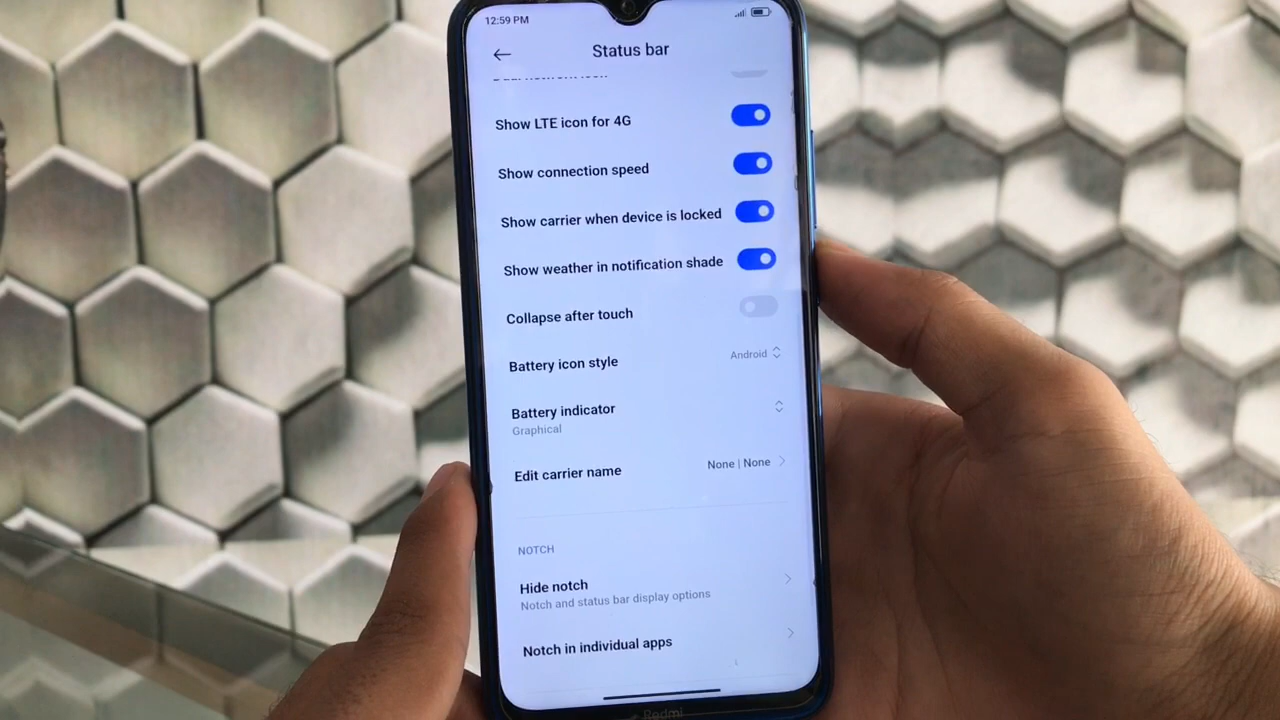 12:59 PM
Status bar
Show LTE icon for 4G
Show connection speed
Show carrier when device is locked
Show weather in notification shade
Collapse after touch
Battery icon style
Android
Battery indicator
Graphical
Edit carrier name
None | None
NOTCH
Hide notch
Notch and status bar display options
Notch in individual apps
Redmi